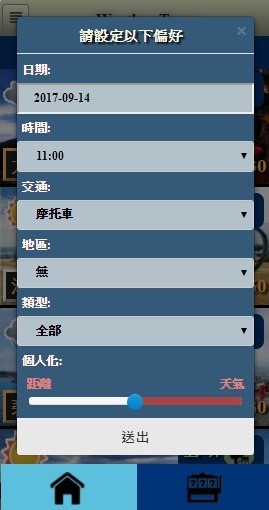 請設定以下偏好 ×
日期:
2017-09-14
時間:
11:00
交通:
摩托車
地區:
無
類型:
全部
個人化:
距離 天氣
送出
???